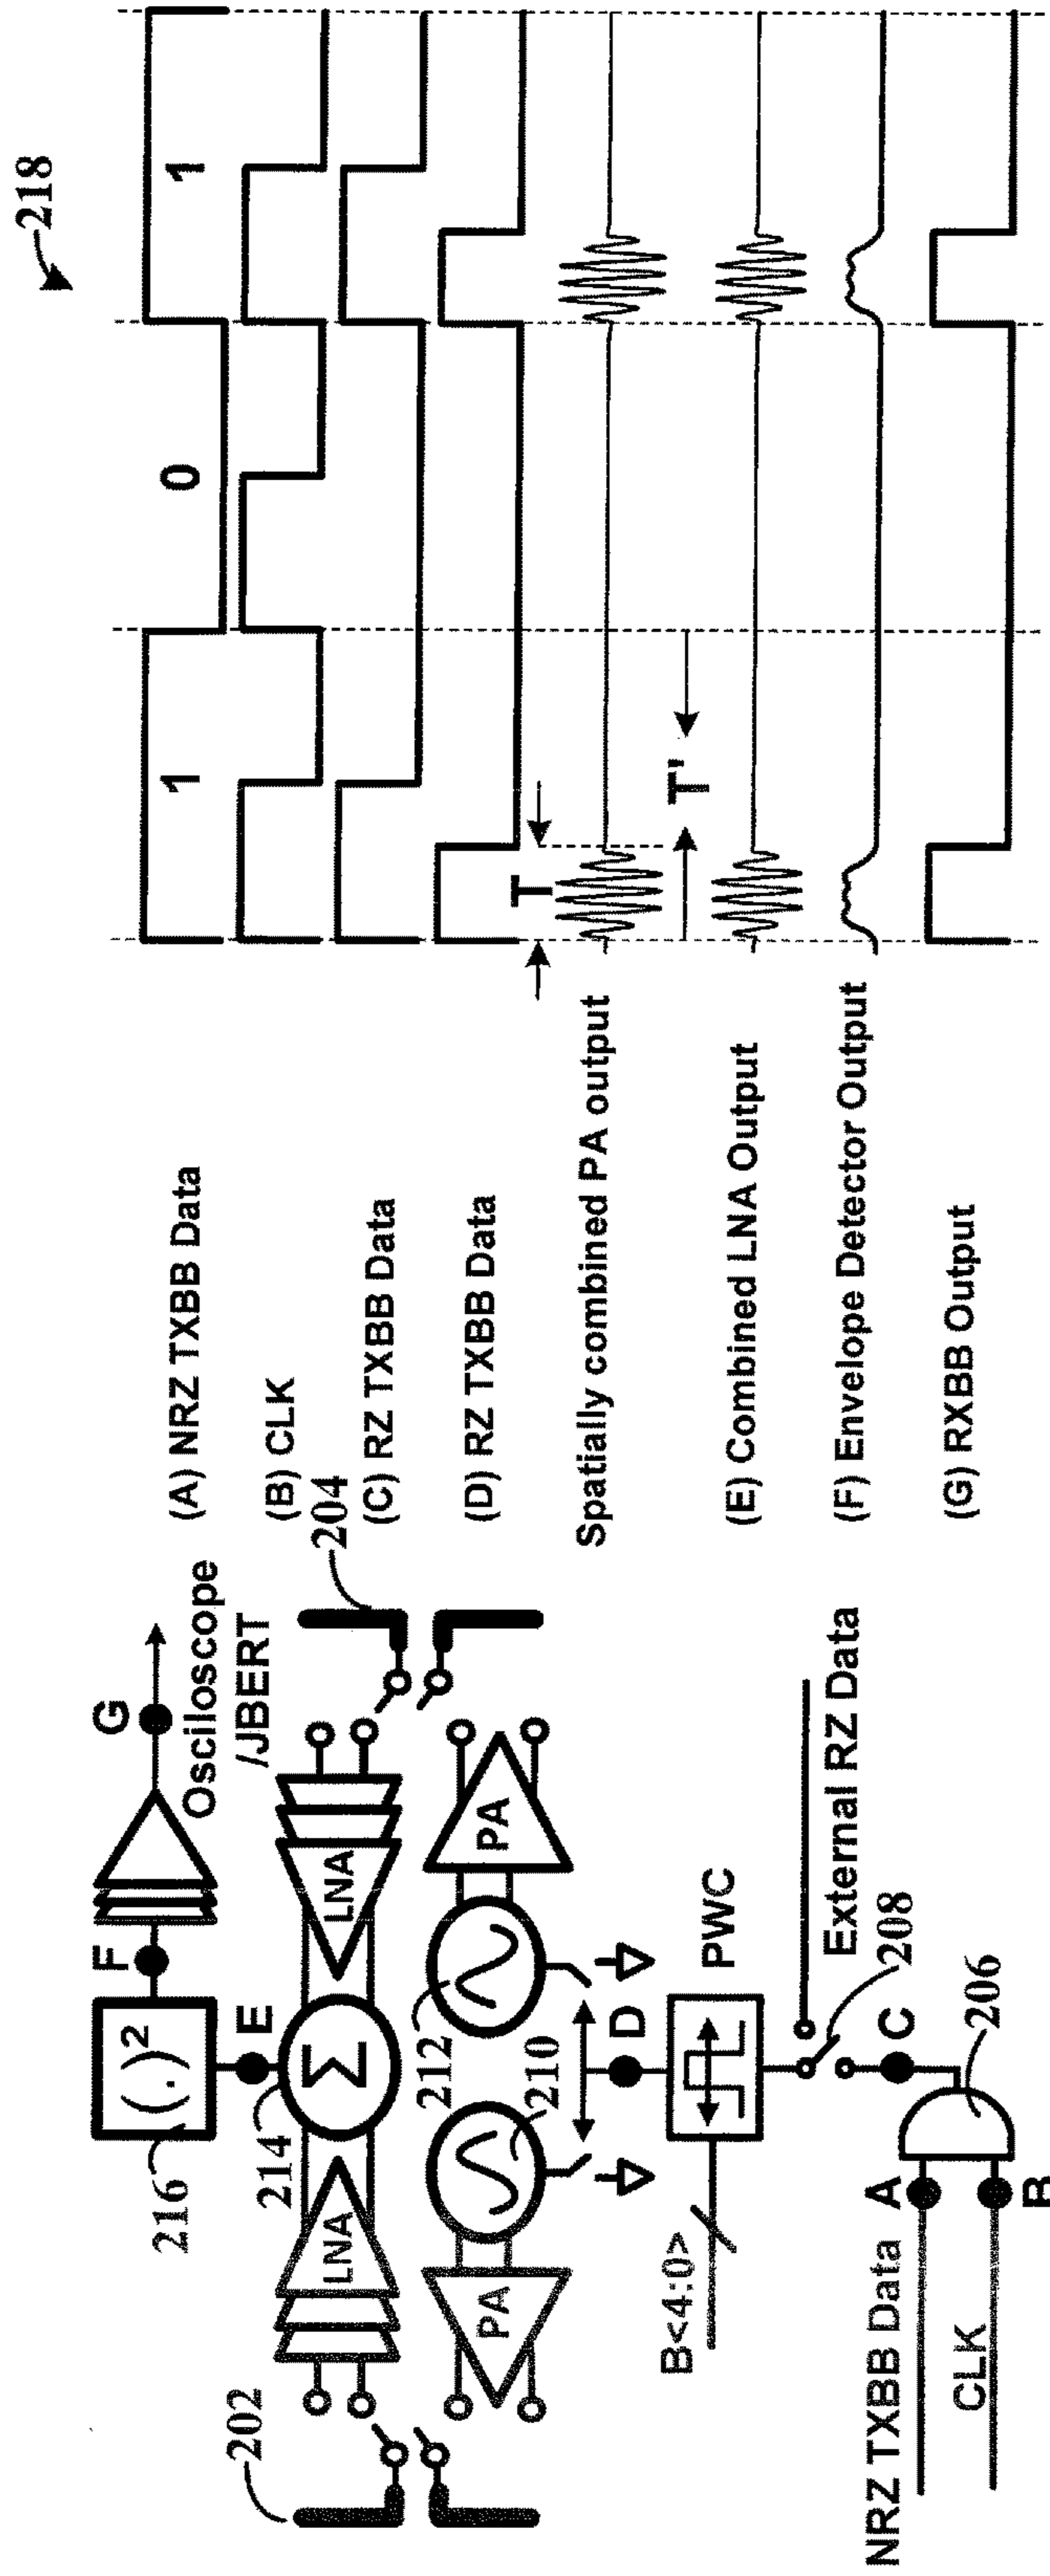 218
1
0
1
(A) NRZ TXBB Data
(B) CLK
(C) RZ TXBB Data
(D) RZ TXBB Data
T
Spatially combined PA output
T'
(E) Combined LNA Output
(F) Envelope Detector Output
(G) RXBB Output
G
Osciloscope
/JBERT
F
(.)²
216
E
214
Σ
LNA
LNA
202
204
PA
PA
212
210
D
PWC
B<4:0>
External RZ Data
208
C
206
A
NRZ TXBB Data
CLK
B